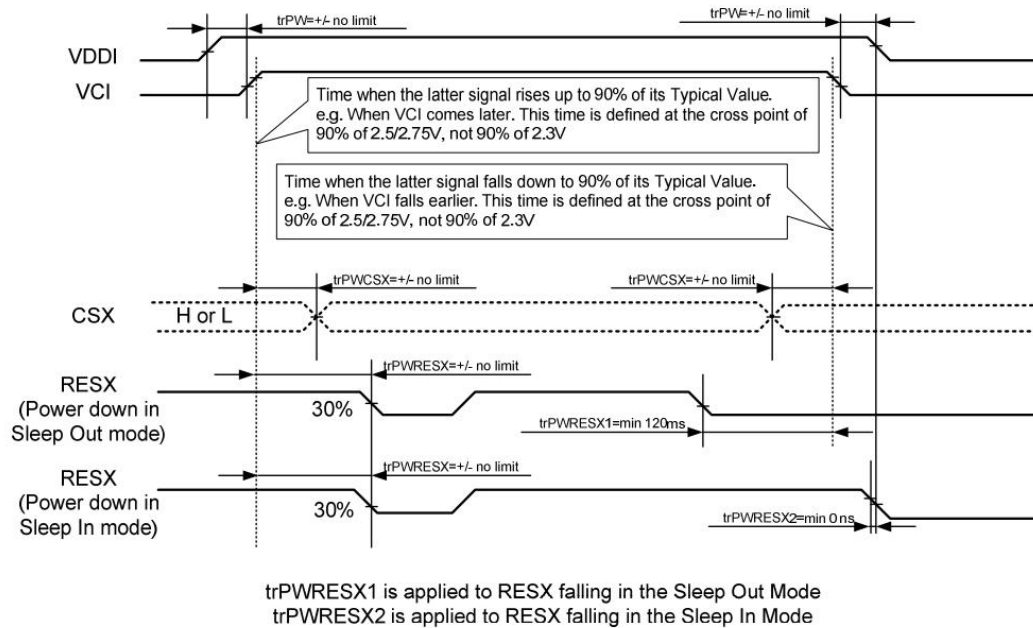 trPW=+/- no limit
trPW=+/- no limit
VDDI
VCI
Time when the latter signal rises up to 90% of its Typical Value.
e.g. When VCI comes later. This time is defined at the cross point of
90% of 2.5/2.75V, not 90% of 2.3V
Time when the latter signal falls down to 90% of its Typical Value.
e.g. When VCI falls earlier. This time is defined at the cross point of
90% of 2.5/2.75V, not 90% of 2.3V
trPWCSX=+/- no limit
trPWCSX=+/- no limit
CSX
H or L
trPWRESX=+/- no limit
RESX
(Power down in
Sleep Out mode)
30%
trPWRESX1=min 120ms
trPWRESX=+/- no limit
RESX
(Power down in
Sleep In mode)
30%
trPWRESX2=min 0 ns
trPWRESX1 is applied to RESX falling in the Sleep Out Mode
trPWRESX2 is applied to RESX falling in the Sleep In Mode